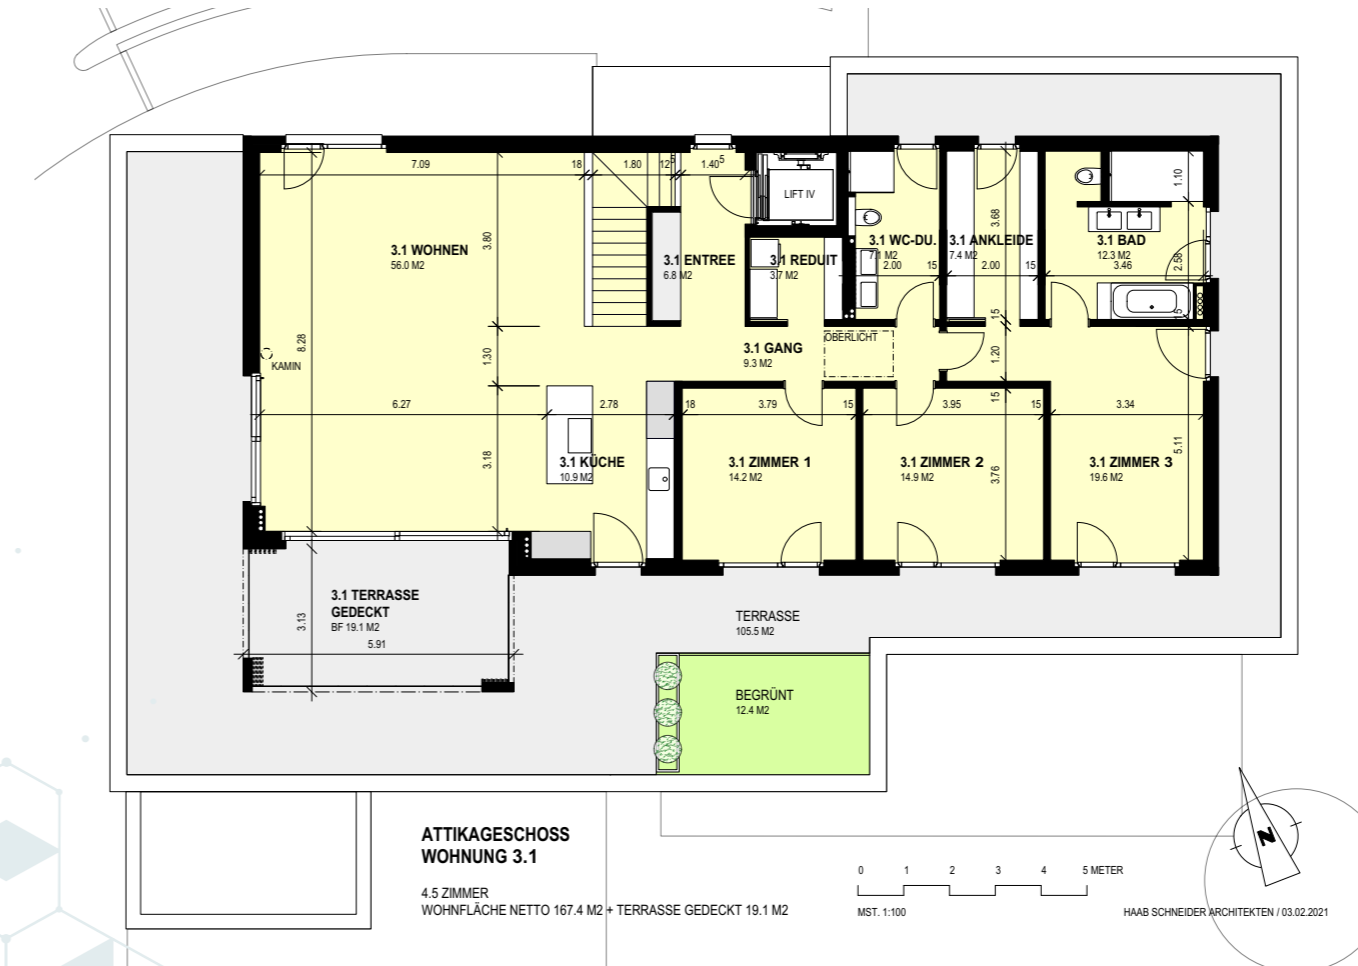 7.09
18
1.80
12⁵
1.40⁵
LIFT IV
1.10
3.80
3.68
3.1 WOHNEN
56.0 M2
3.1 ENTREE
6.8 M2
3.1 REDUIT
3.7 M2
3.1 WC-DU.
7.1 M2
2.00
15
3.1 ANKLEIDE
7.4 M2
2.00
15
3.1 BAD
12.3 M2
3.46
2.58
15
15
8.28
KAMIN
1.30
3.1 GANG
9.3 M2
OBERLICHT
1.20
6.27
2.78
18
3.79
15
3.95
15
15
3.34
3.18
3.1 KÜCHE
10.9 M2
3.1 ZIMMER 1
14.2 M2
3.1 ZIMMER 2
14.9 M2
3.76
3.1 ZIMMER 3
19.6 M2
5.11
3.1 TERRASSE
GEDECKT
BF 19.1 M2
3.13
5.91
TERRASSE
105.5 M2
BEGRÜNT
12.4 M2
ATTIKAGESCHOSS
WOHNUNG 3.1
4.5 ZIMMER
WOHNFLÄCHE NETTO 167.4 M2 + TERRASSE GEDECKT 19.1 M2
0 1 2 3 4 5 METER
MST. 1:100
N
HAAB SCHNEIDER ARCHITEKTEN / 03.02.2021